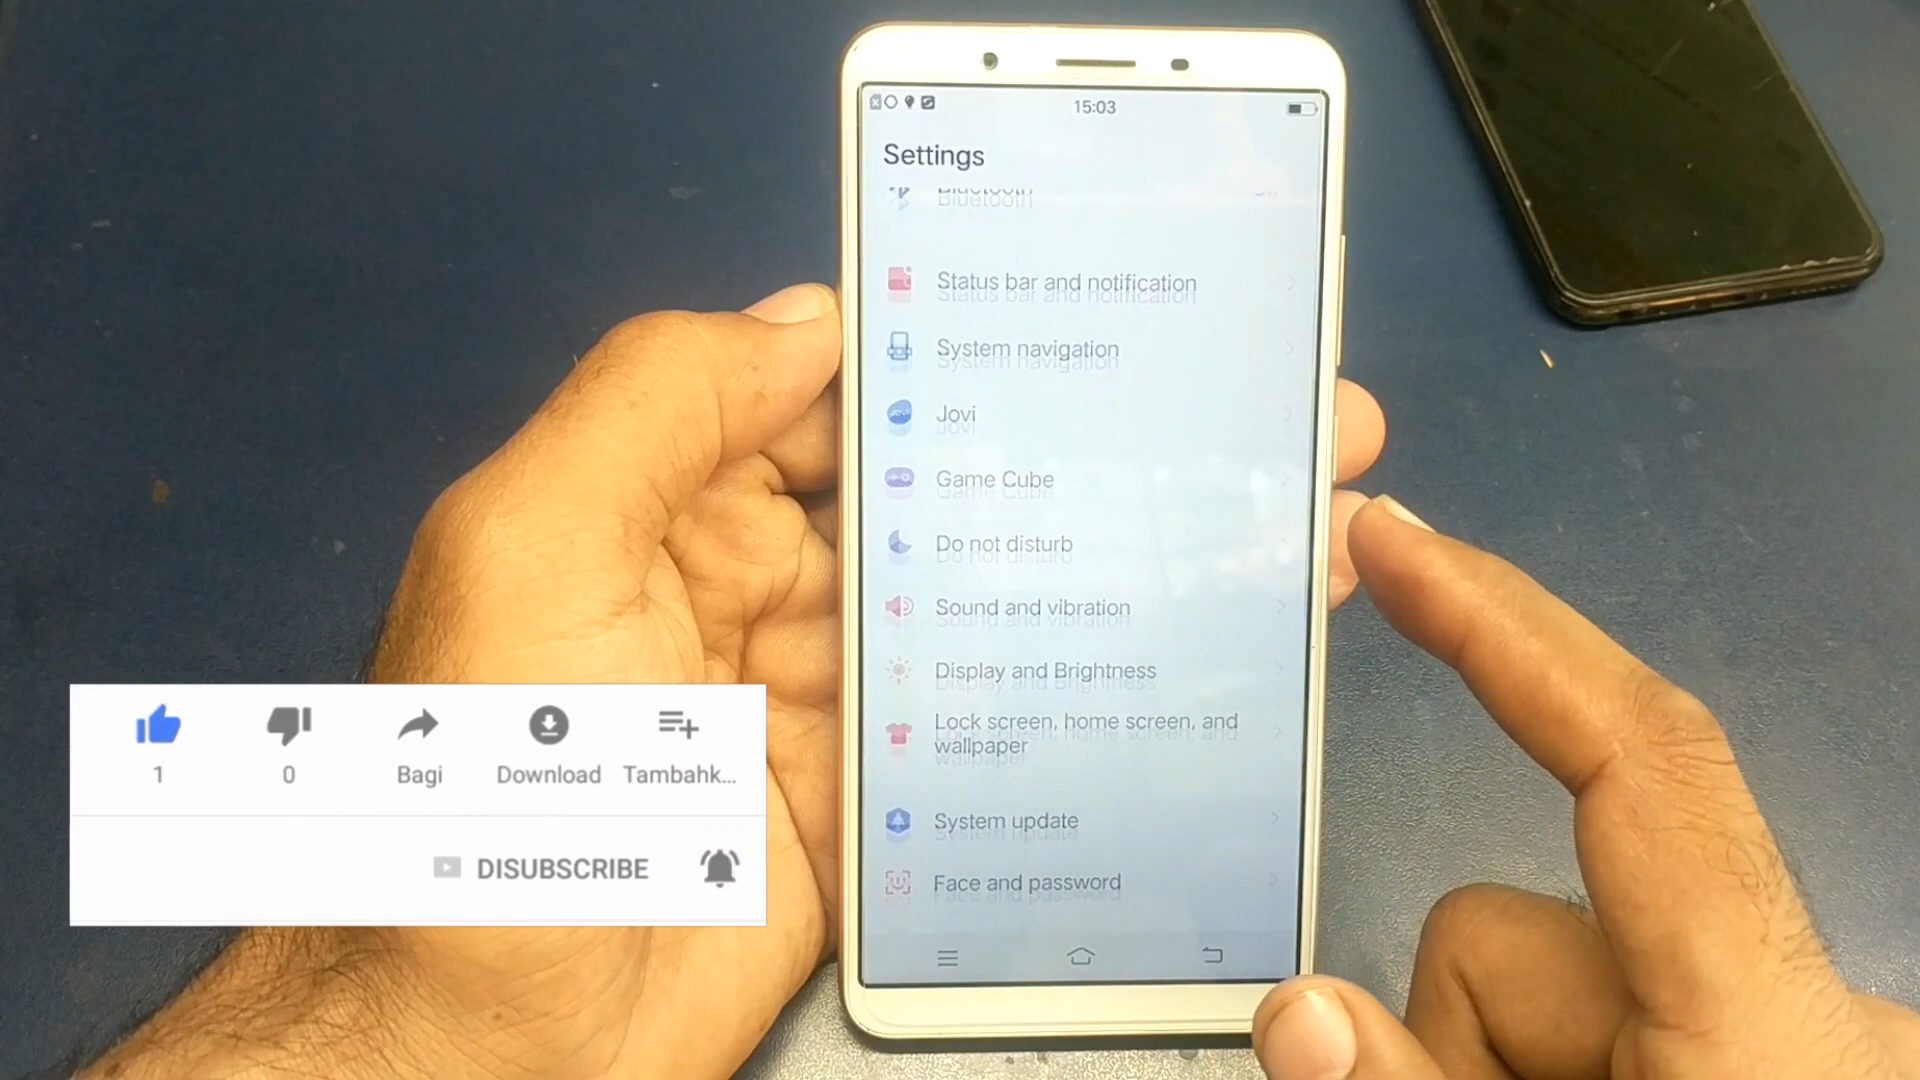 15:03
Settings
Bluetooth
Status bar and notification
System navigation
Jovi
Game Cube
Do not disturb
Sound and vibration
Display and Brightness
Lock screen, home screen, and
wallpaper
System update
Face and password
1
0
Bagi
Download
Tambahk...
DISUBSCRIBE